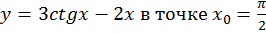 y = 3ctgx − 2x в точке x₀ = π/2